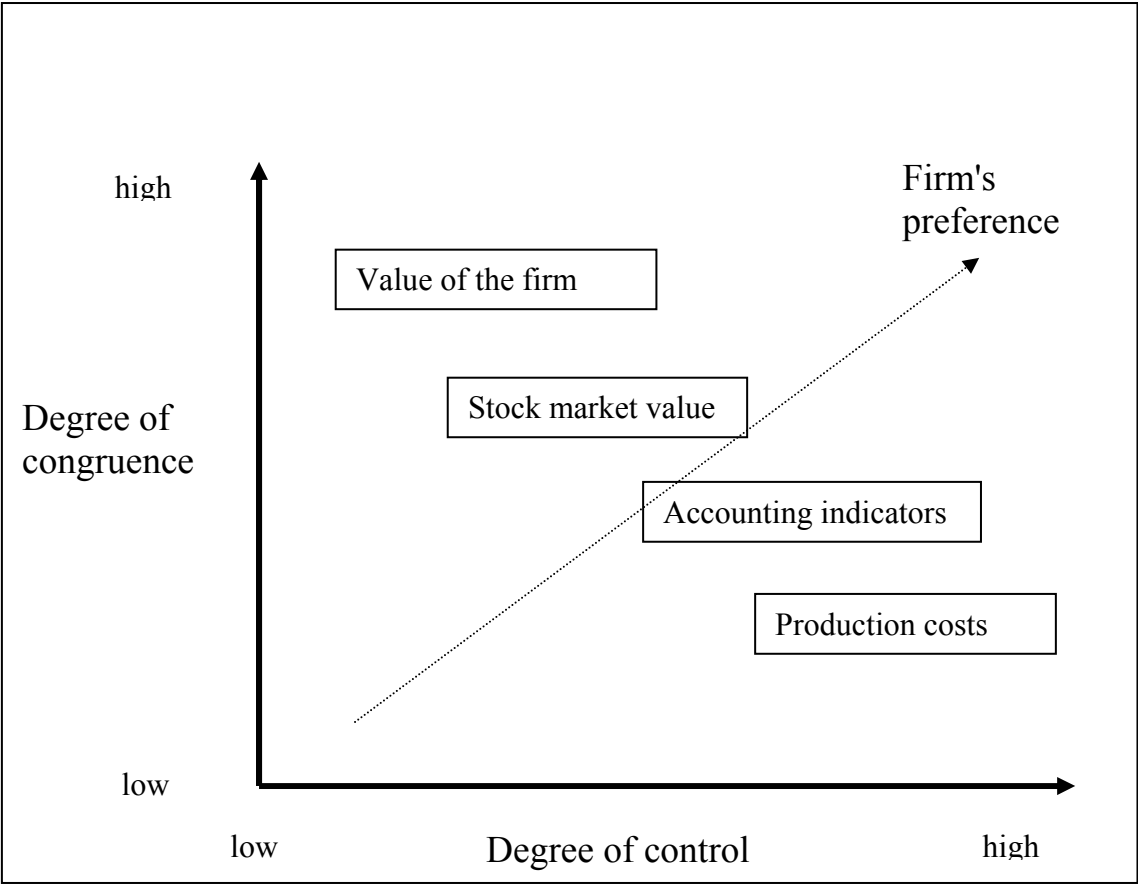 high
Firm's
preference
Value of the firm
Stock market value
Degree of
congruence
Accounting indicators
Production costs
low
low
Degree of control
high